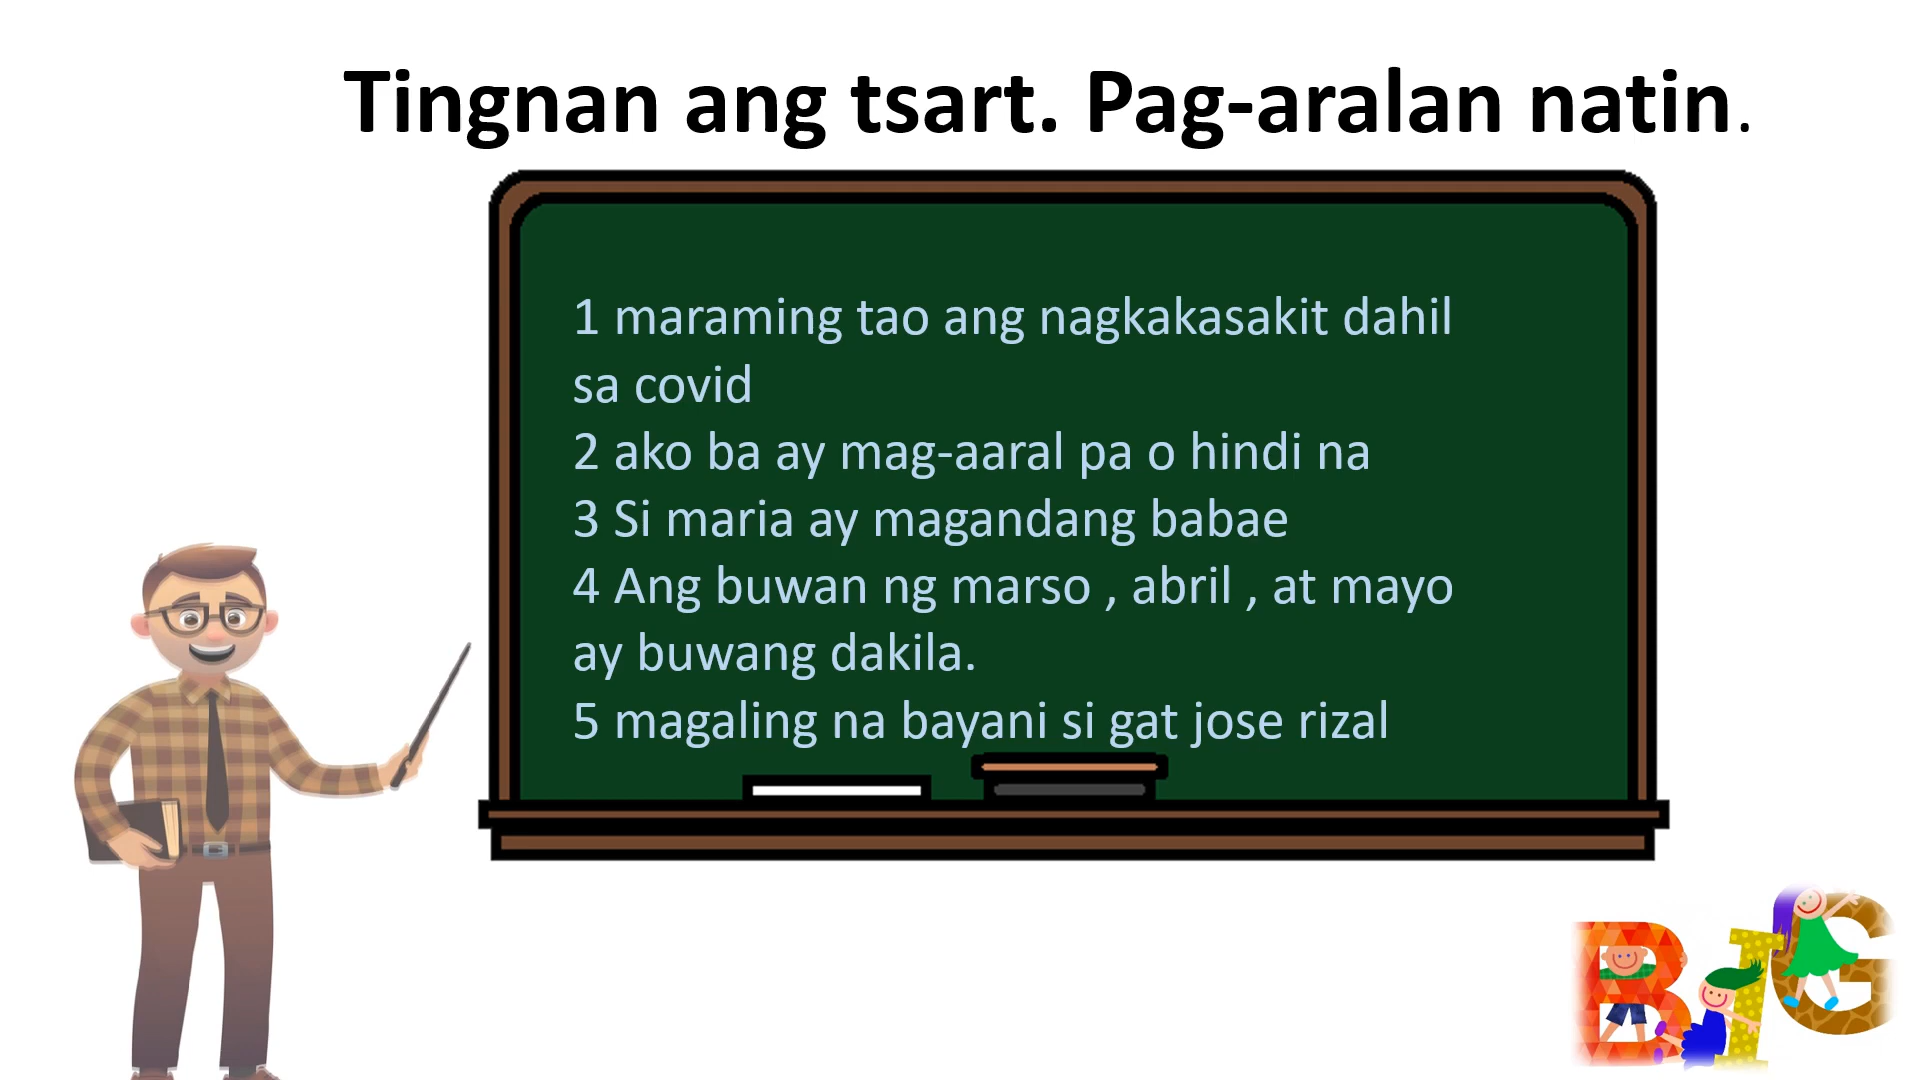 Tingnan ang tsart. Pag-aralan natin.
1 maraming tao ang nagkakasakit dahil
sa covid
2 ako ba ay mag-aaral pa o hindi na
3 Si maria ay magandang babae
4 Ang buwan ng marso , abril , at mayo
ay buwang dakila.
5 magaling na bayani si gat jose rizal
BIG